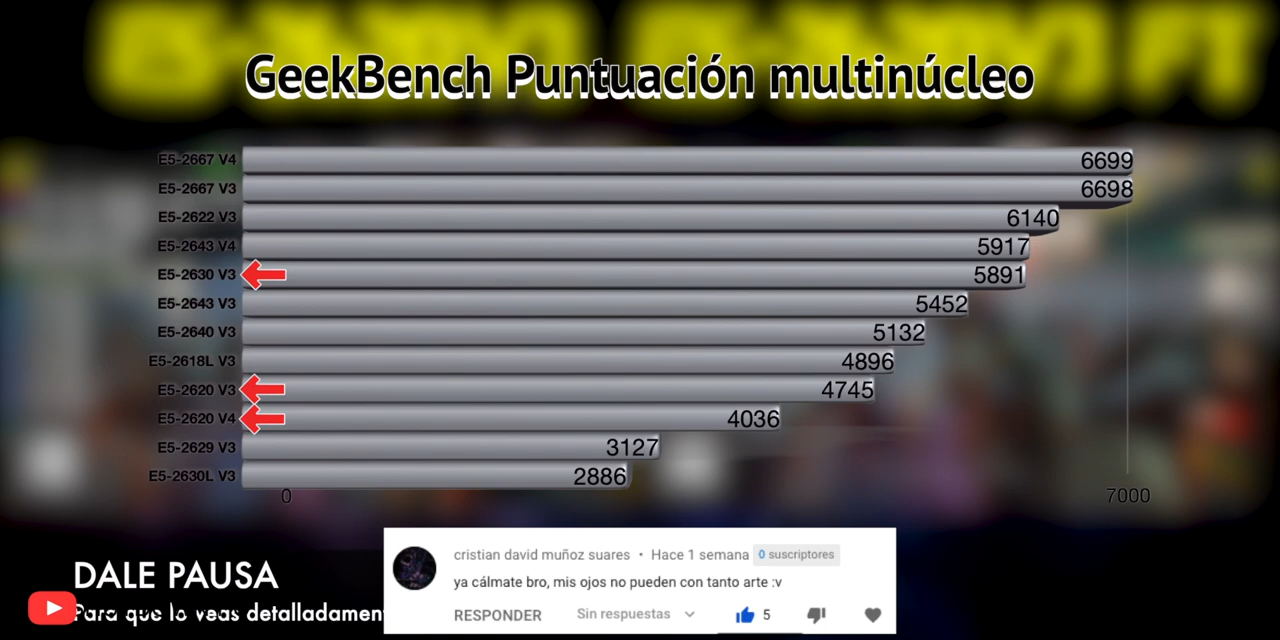 GeekBench Puntuación multinúcleo
E5-2667 V4 6699
E5-2667 V3 6698
E5-2622 V3 6140
E5-2643 V4 5917
E5-2630 V3 5891
E5-2643 V3 5452
E5-2640 V3 5132
E5-2618L V3 4896
E5-2620 V3 4745
E5-2620 V4 4036
E5-2629 V3 3127
E5-2630L V3 2886
0 7000
DALE PAUSA
Para que lo veas detalladamen
cristian david muñoz suares • Hace 1 semana 0 suscriptores
ya cálmate bro, mis ojos no pueden con tanto arte :v
RESPONDER Sin respuestas 5